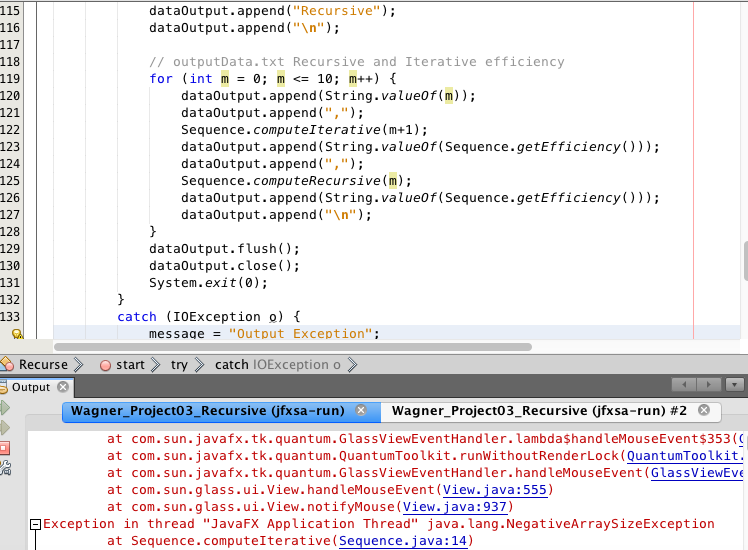 115 dataOutput.append("Recursive");
116 dataOutput.append("\n");
117
118 // outputData.txt Recursive and Iterative efficiency
119 for (int m = 0; m <= 10; m++) {
120 dataOutput.append(String.valueOf(m));
121 dataOutput.append(",");
122 Sequence.computeIterative(m+1);
123 dataOutput.append(String.valueOf(Sequence.getEfficiency()));
124 dataOutput.append(",");
125 Sequence.computeRecursive(m);
126 dataOutput.append(String.valueOf(Sequence.getEfficiency()));
127 dataOutput.append("\n");
128 }
129 dataOutput.flush();
130 dataOutput.close();
131 System.exit(0);
132 }
133 catch (IOException o) {
message = "Output Exception";
Recurse start try catch IOException o
Output
Wagner_Project03_Recursive (jfxsa-run) Wagner_Project03_Recursive (jfxsa-run) #2
at com.sun.javafx.tk.quantum.GlassViewEventHandler.lambda$handleMouseEvent$353(
at com.sun.javafx.tk.quantum.QuantumToolkit.runWithoutRenderLock(QuantumToolkit.
at com.sun.javafx.tk.quantum.GlassViewEventHandler.handleMouseEvent(GlassViewEve
at com.sun.glass.ui.View.handleMouseEvent(View.java:555)
at com.sun.glass.ui.View.notifyMouse(View.java:937)
Exception in thread "JavaFX Application Thread" java.lang.NegativeArraySizeException
at Sequence.computeIterative(Sequence.java:14)